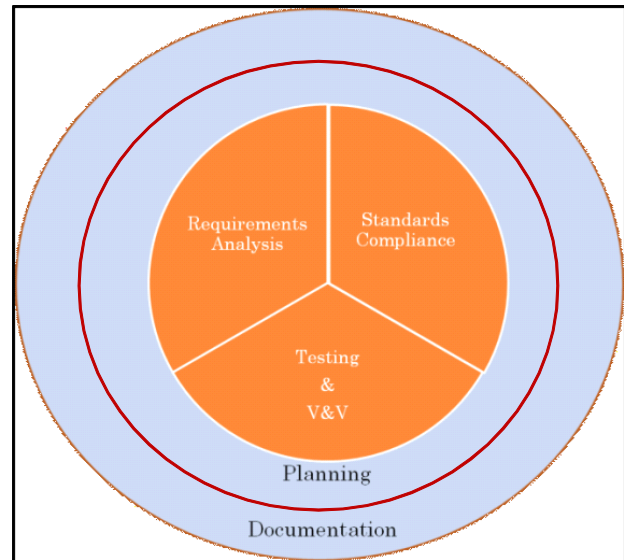 Requirements
Analysis
Standards
Compliance
Testing
&
V&V
Planning
Documentation